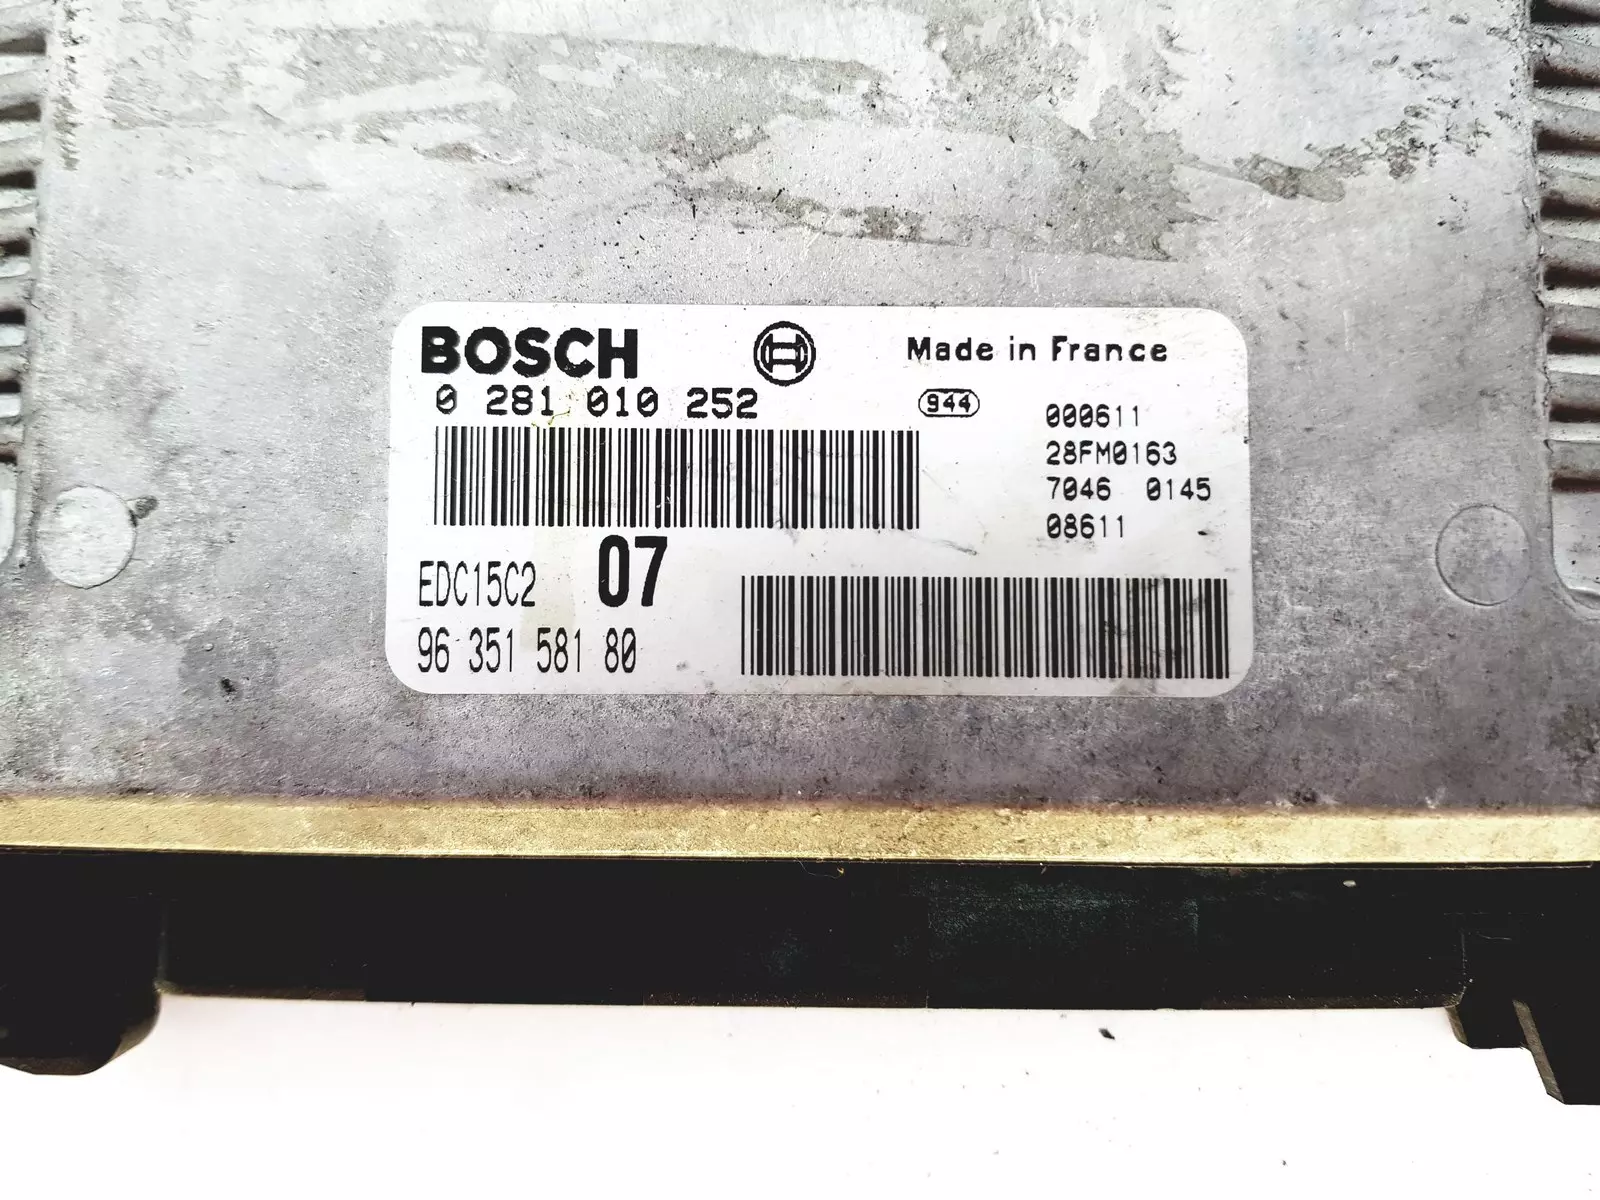 BOSCH
Made in France
0 281 010 252
944
000611
28FM0163
7046 0145
08611
EDC15C2 07
96 351 581 80